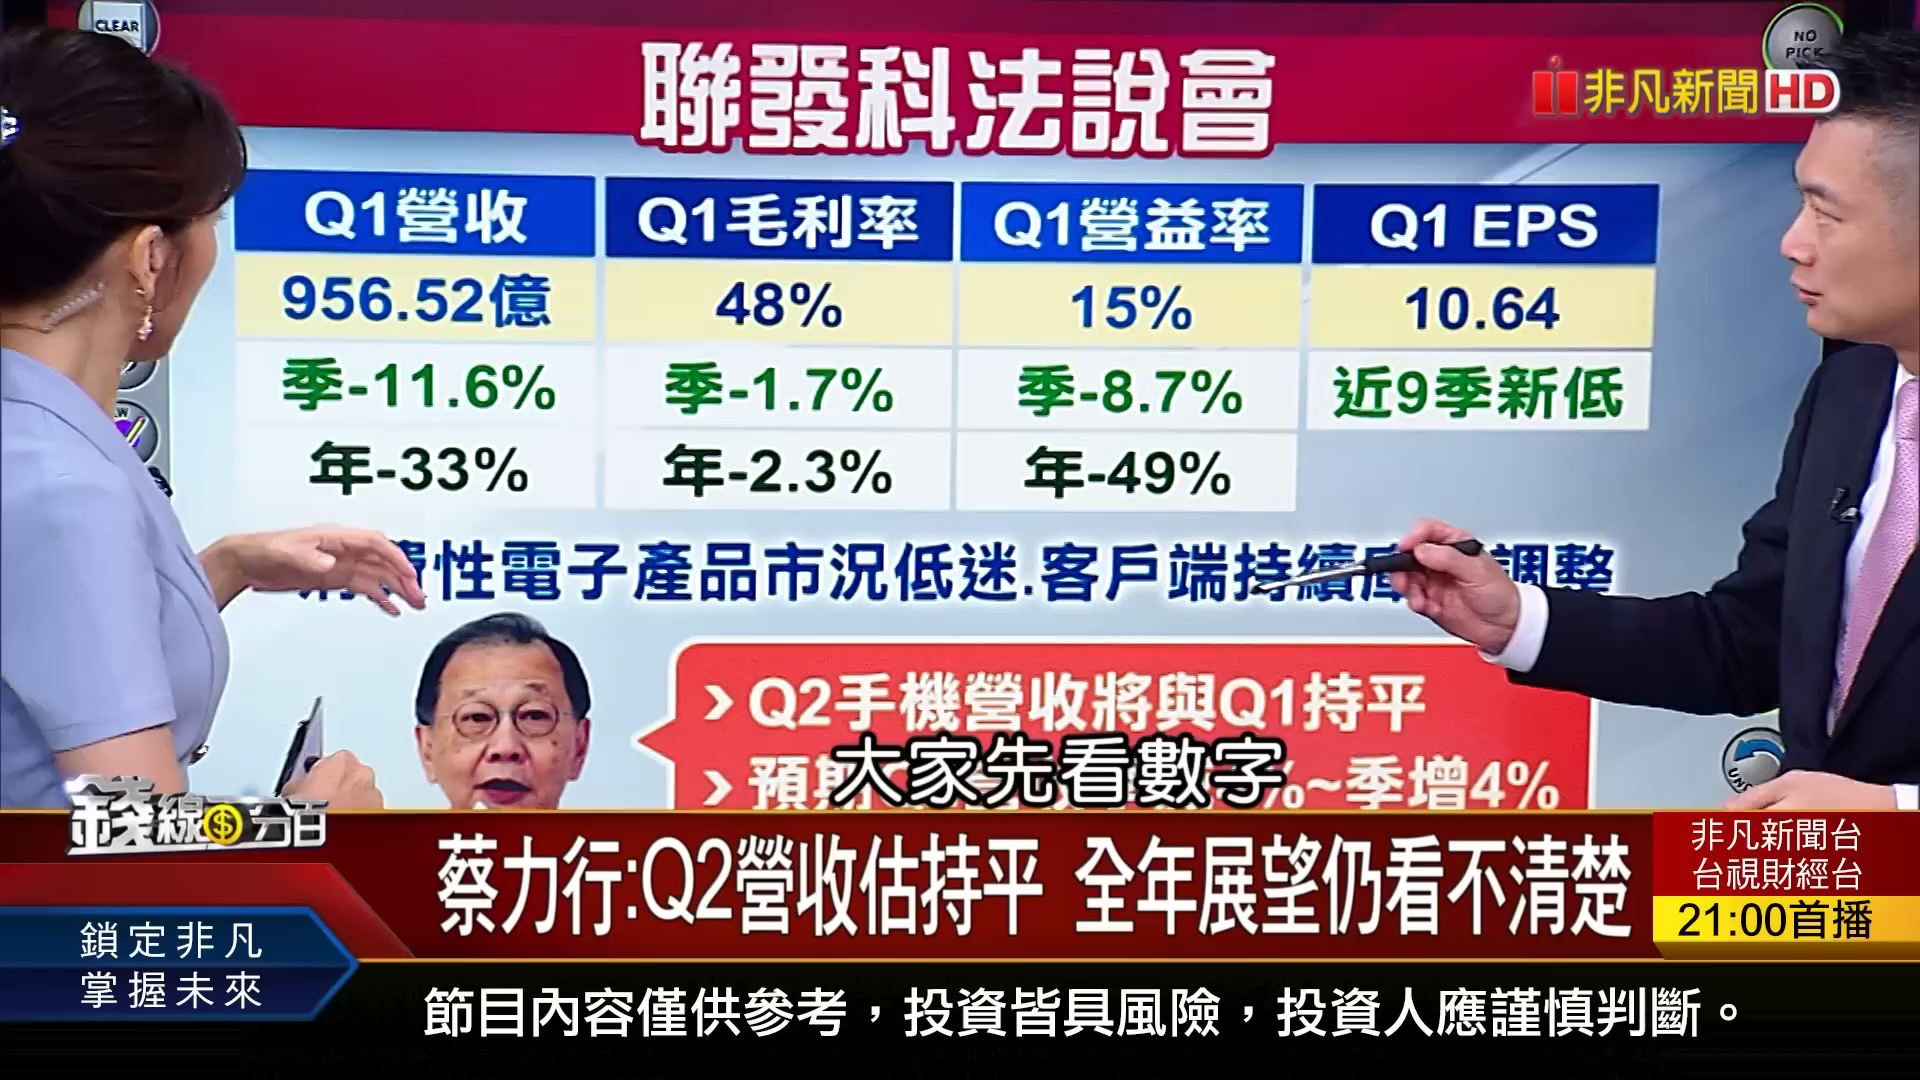 CLEAR
NO
PICK
聯發科法說會
非凡新聞HD
Q1營收 Q1毛利率 Q1營益率 Q1 EPS
956.52億 48% 15% 10.64
季-11.6% 季-1.7% 季-8.7% 近9季新低
年-33% 年-2.3% 年-49%
費性電子產品市況低迷.客戶端持續庫 調整
›Q2手機營收將與Q1持平
›預期 %~季增4%
大家先看數字
錢線百分百
蔡力行:Q2營收估持平 全年展望仍看不清楚
非凡新聞台
台視財經台
21:00首播
鎖定非凡
掌握未來
節目內容僅供參考，投資皆具風險，投資人應謹慎判斷。